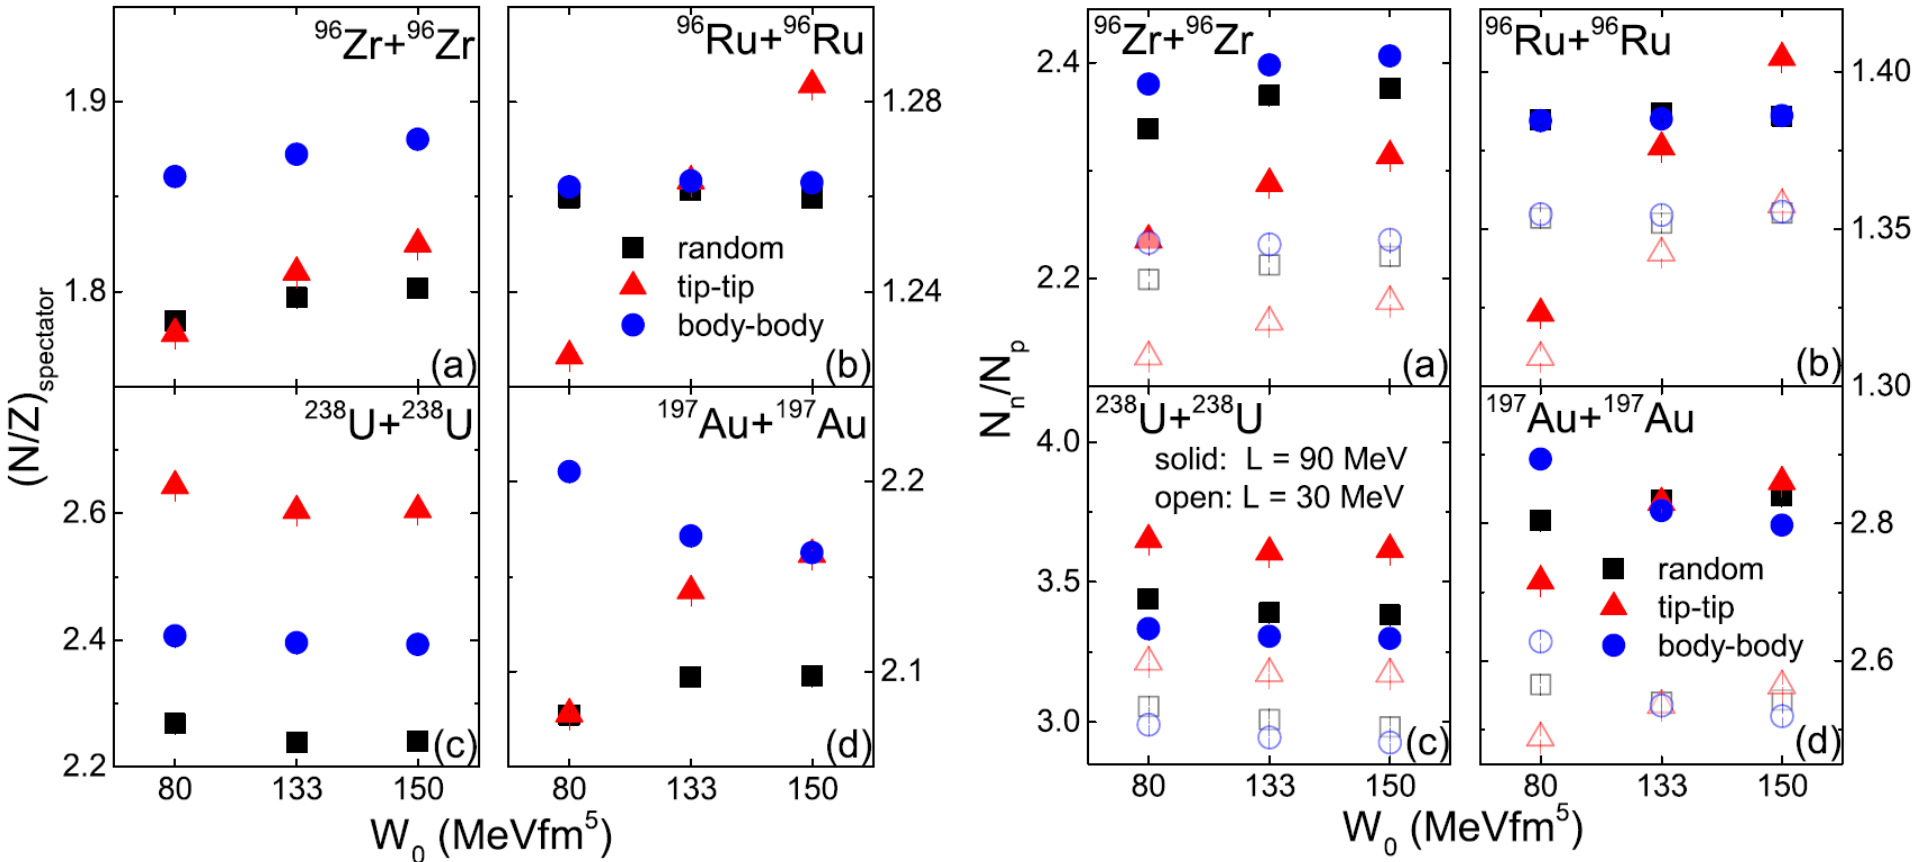 96Zr+96Zr
96Ru+96Ru
1.9
1.8
1.28
1.24
random
tip-tip
body-body
(a)
(b)
(N/Z)spectator
238U+238U
197Au+197Au
2.6
2.4
2.2
2.2
2.1
(c)
(d)
80
133
150
80
133
150
W0 (MeVfm5)
96Zr+96Zr
96Ru+96Ru
2.4
2.2
1.40
1.35
1.30
(a)
(b)
Nn/Np
238U+238U
197Au+197Au
solid: L = 90 MeV
open: L = 30 MeV
4.0
3.5
3.0
2.8
2.6
random
tip-tip
body-body
(c)
(d)
80
133
150
80
133
150
W0 (MeVfm5)